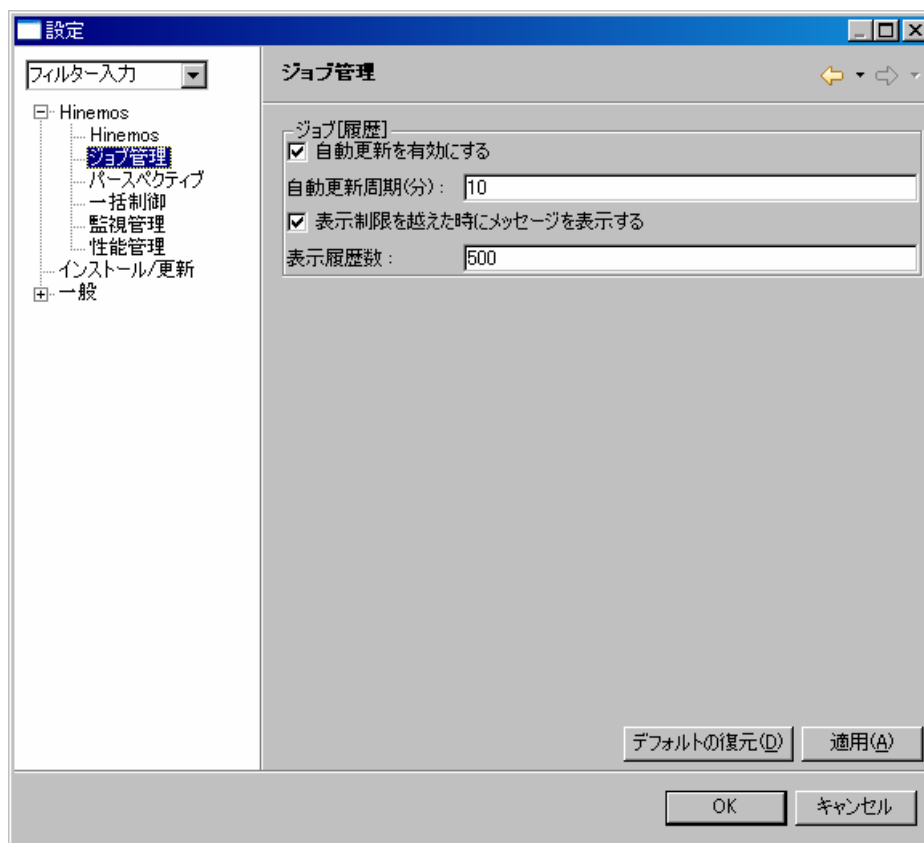 設定
フィルター入力
ジョブ管理
Hinemos
Hinemos
ジョブ管理
パースペクティブ
一括制御
監視管理
性能管理
インストール/更新
一般
ジョブ[履歴]
自動更新を有効にする
自動更新周期(分): 10
表示制限を越えた時にメッセージを表示する
表示履歴数: 500
デフォルトの復元(D) 適用(A)
OK キャンセル